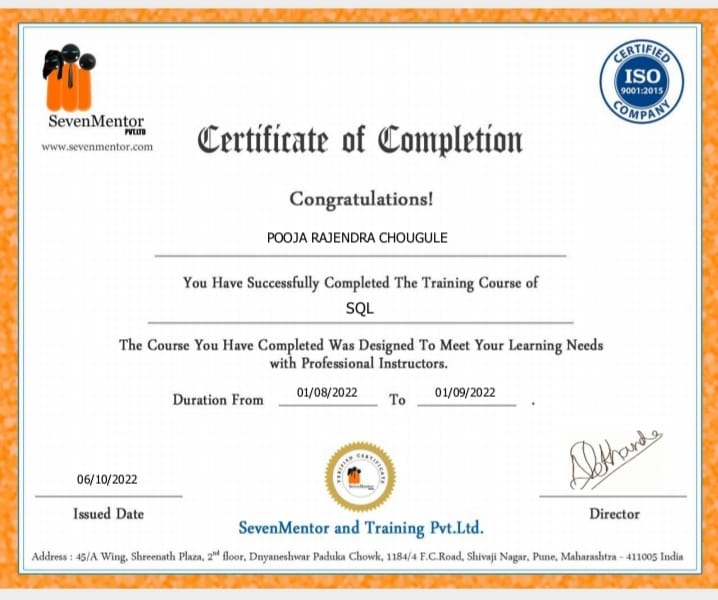 SevenMentor
PVT.LTD
www.sevenmentor.com
CERTIFIED
ISO
9001:2015
COMPANY
Certificate of Completion
Congratulations!
POOJA RAJENDRA CHOUGULE
You Have Successfully Completed The Training Course of
SQL
The Course You Have Completed Was Designed To Meet Your Learning Needs
with Professional Instructors.
Duration From 01/08/2022 To 01/09/2022 .
06/10/2022
Issued Date
SevenMentor
Director
SevenMentor and Training Pvt.Ltd.
Address : 45/A Wing, Shreenath Plaza, 2nd floor, Dnyaneshwar Paduka Chowk, 1184/4 F.C.Road, Shivaji Nagar, Pune, Maharashtra - 411005 India